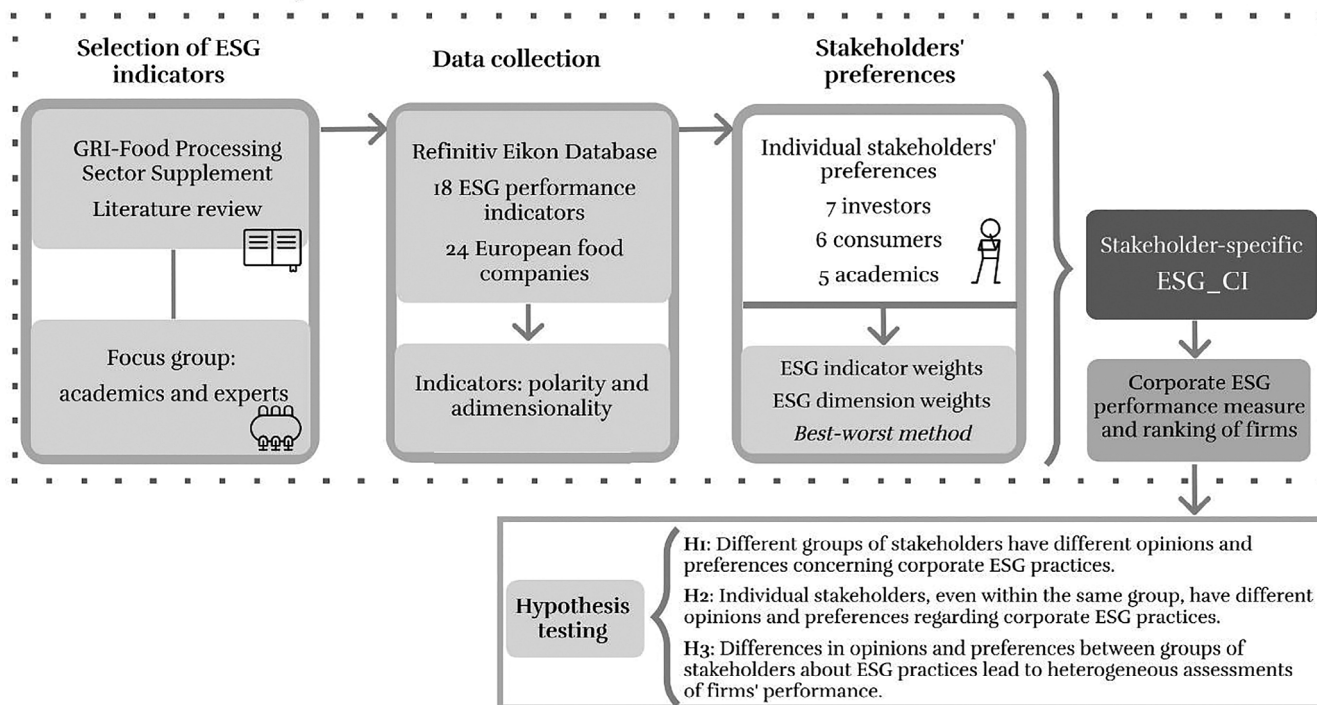 Selection of ESG
indicators
GRI-Food Processing
Sector Supplement
Literature review
Focus group:
academics and experts
Data collection
Refinitiv Eikon Database
18 ESG performance
indicators
24 European food
companies
Indicators: polarity and
adimensionality
Stakeholders'
preferences
Individual stakeholders'
preferences
7 investors
6 consumers
5 academics
ESG indicator weights
ESG dimension weights
Best-worst method
Stakeholder-specific
ESG_CI
Corporate ESG
performance measure
and ranking of firms
Hypothesis
testing
H1: Different groups of stakeholders have different opinions and
preferences concerning corporate ESG practices.
H2: Individual stakeholders, even within the same group, have different
opinions and preferences regarding corporate ESG practices.
H3: Differences in opinions and preferences between groups of
stakeholders about ESG practices lead to heterogeneous assessments
of firms' performance.